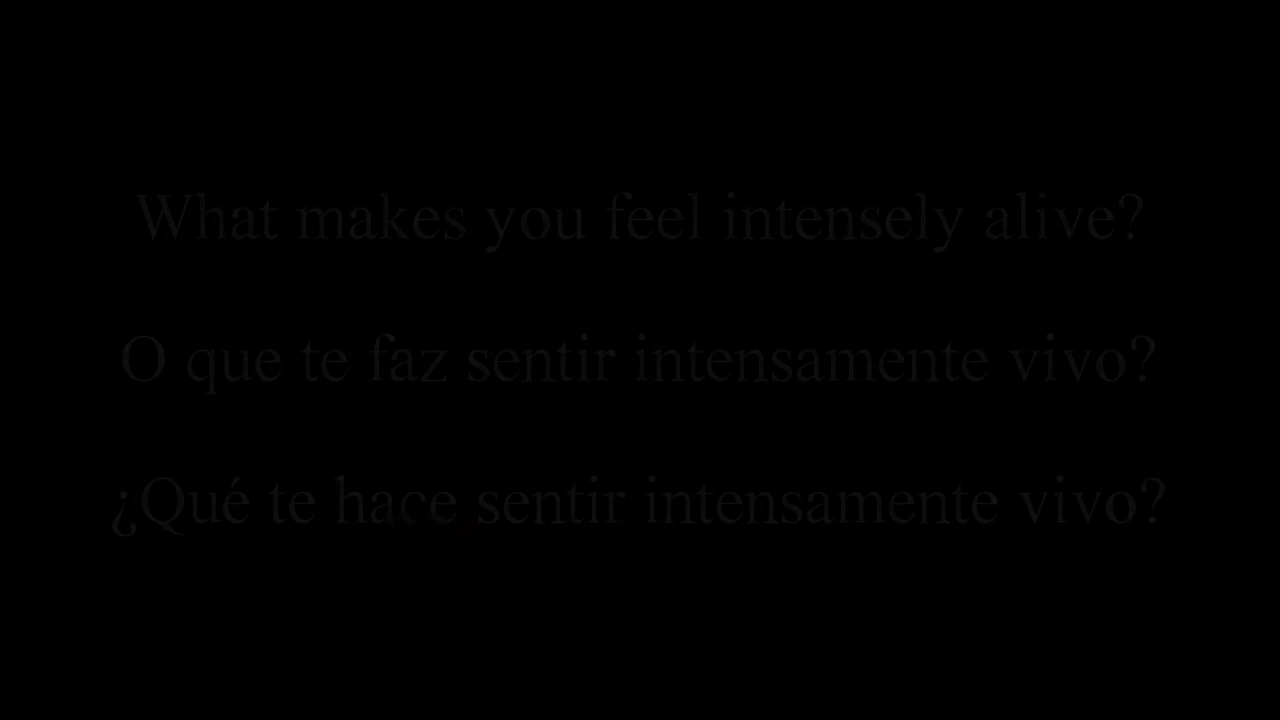 What makes you feel intensely alive?
O que te faz sentir intensamente vivo?
¿Qué te hace sentir intensamente vivo?